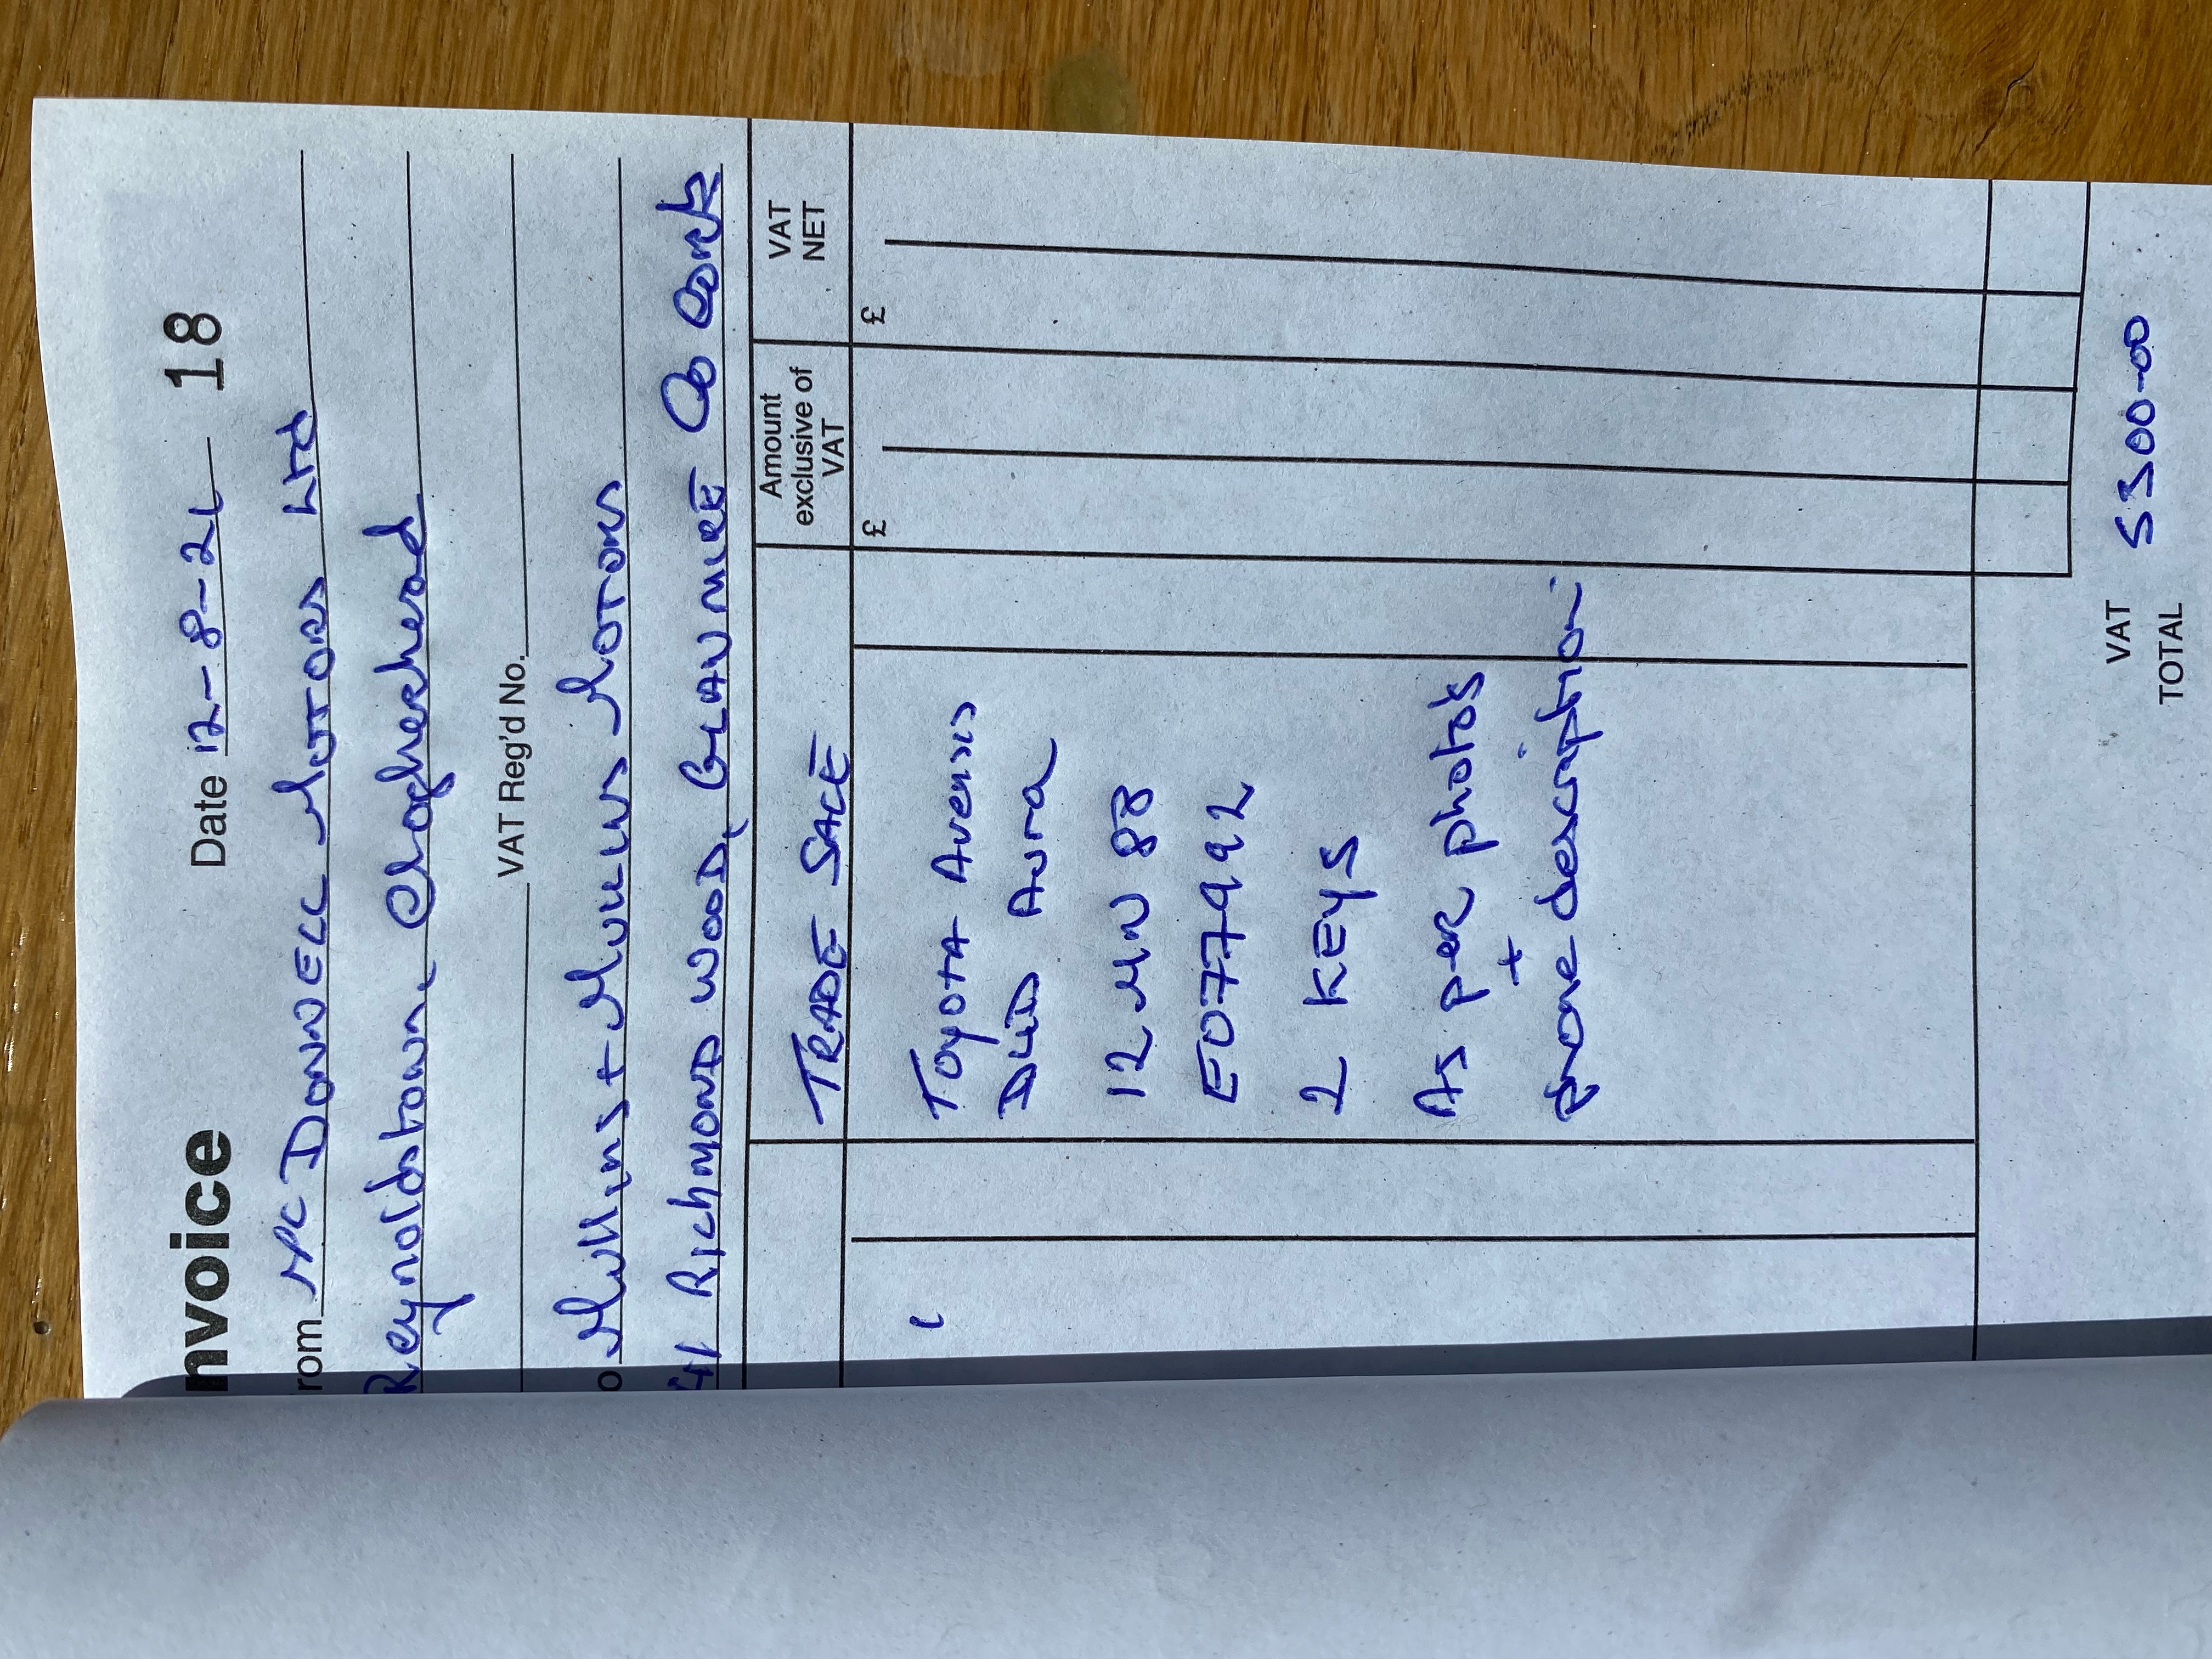 nvoice Date 12-8-21 18
rom Mc DONNELL MOTORS Ltd
Reynoldstown, Clogherhead
VAT Reg'd No.
o Mullins + Mullins Motors
41 Richmond Wood, GLANMIRE Co Cork
TRADE SALE
Amount exclusive of VAT
VAT NET
£ £
1 Toyota Avensis
D4D Aura
12 MN 88
E077992
2 KEYS
As per photo's
+
phone description
VAT 5300-00
TOTAL